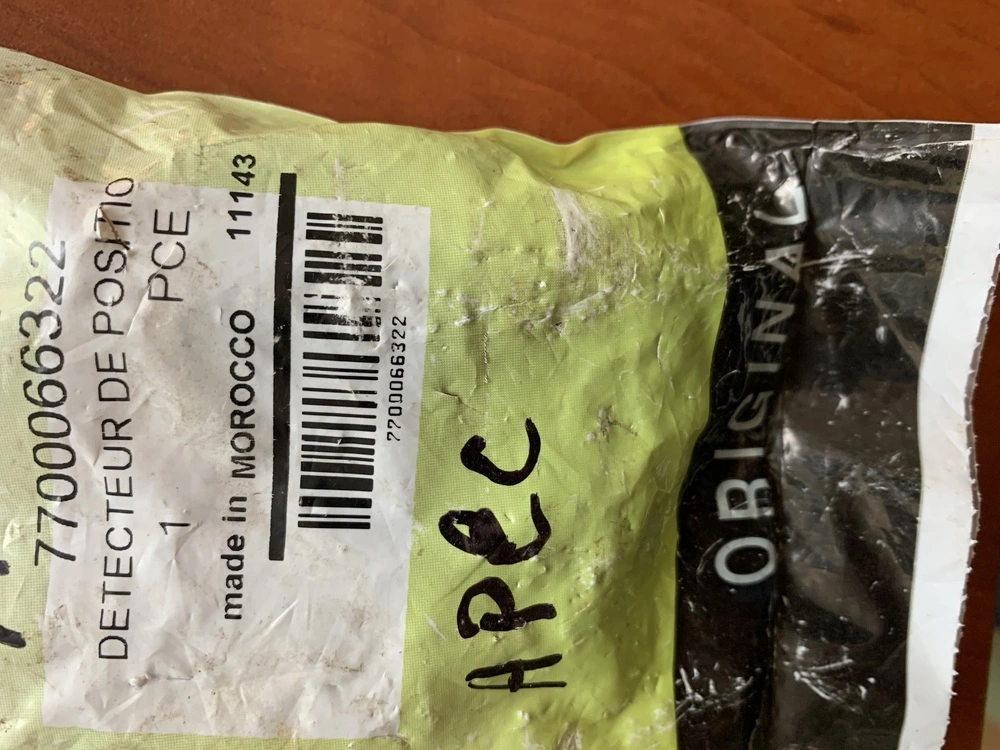 7700066322
DETECTEUR DE POSITIO
1 PCE
made in MOROCCO 11143
7700066322
APEC
ORIGINAL